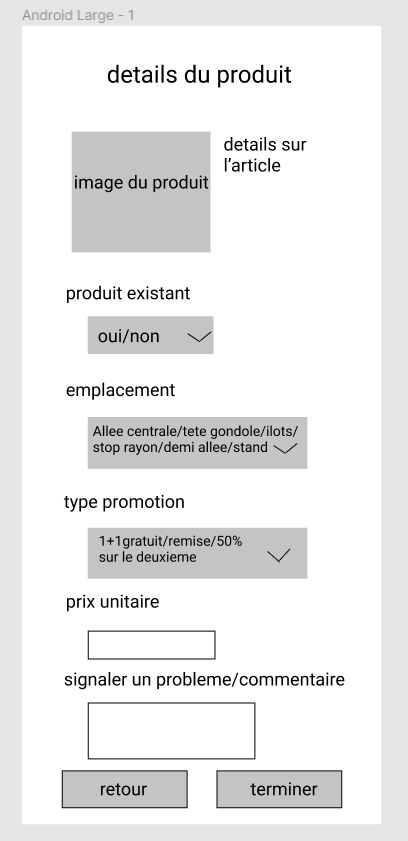 Android Large - 1
details du produit
image du produit
details sur
l'article
produit existant
oui/non
emplacement
Allee centrale/tete gondole/ilots/
stop rayon/demi allee/stand
type promotion
1+1gratuit/remise/50%
sur le deuxieme
prix unitaire
signaler un probleme/commentaire
retour
terminer